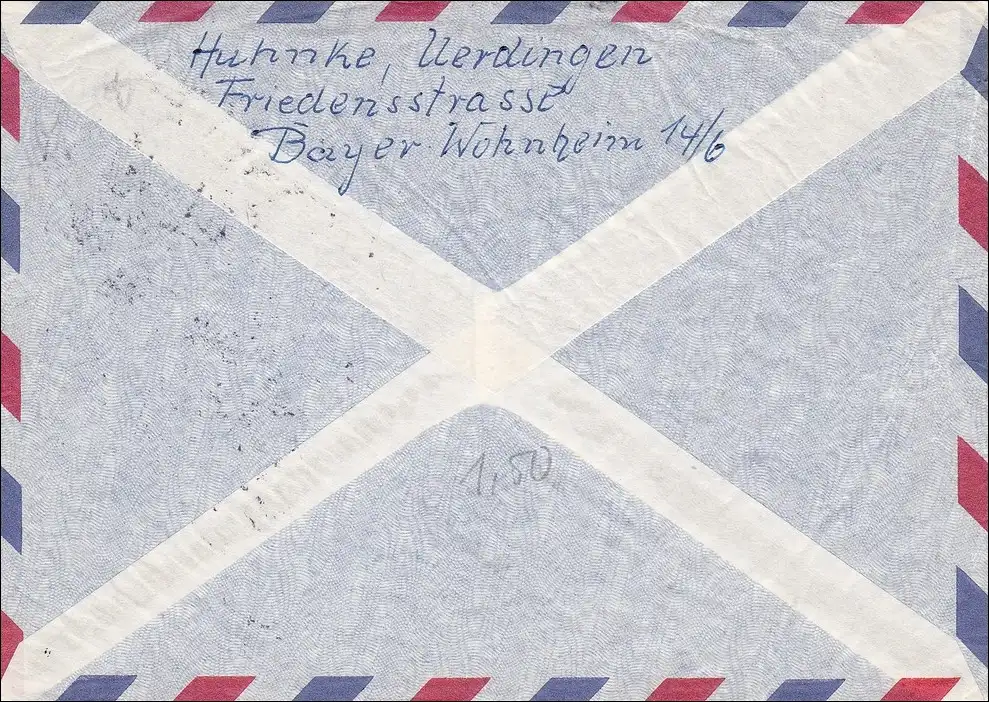 Huhnke, Uerdingen
Friedensstrasse
Bayer-Wohnheim 14/6
1,50